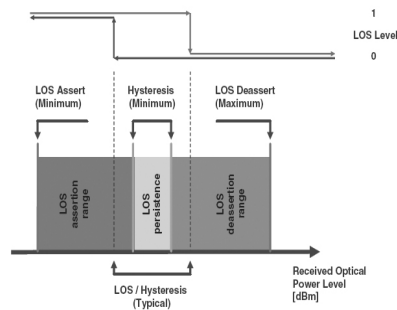 1
LOS Level
0
LOS Assert
(Minimum)
Hysteresis
(Minimum)
LOS Deassert
(Maximum)
LOS
assertion
range
LOS
persistence
LOS
deassertion
range
Received Optical
Power Level
[dBm]
LOS / Hysteresis
(Typical)